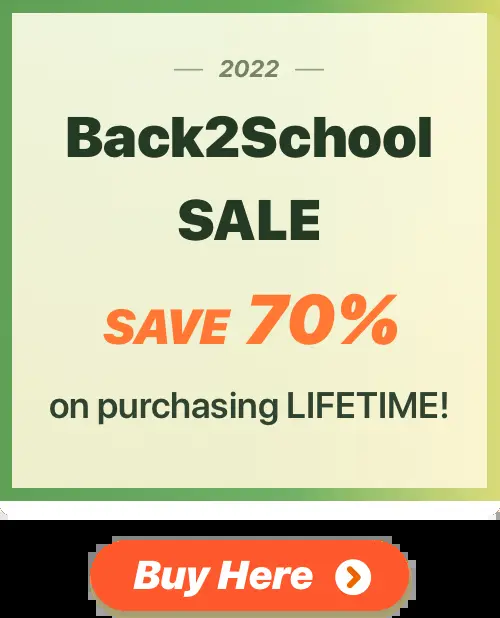 2022
Back2School
SALE
SAVE 70%
on purchasing LIFETIME!
Buy Here